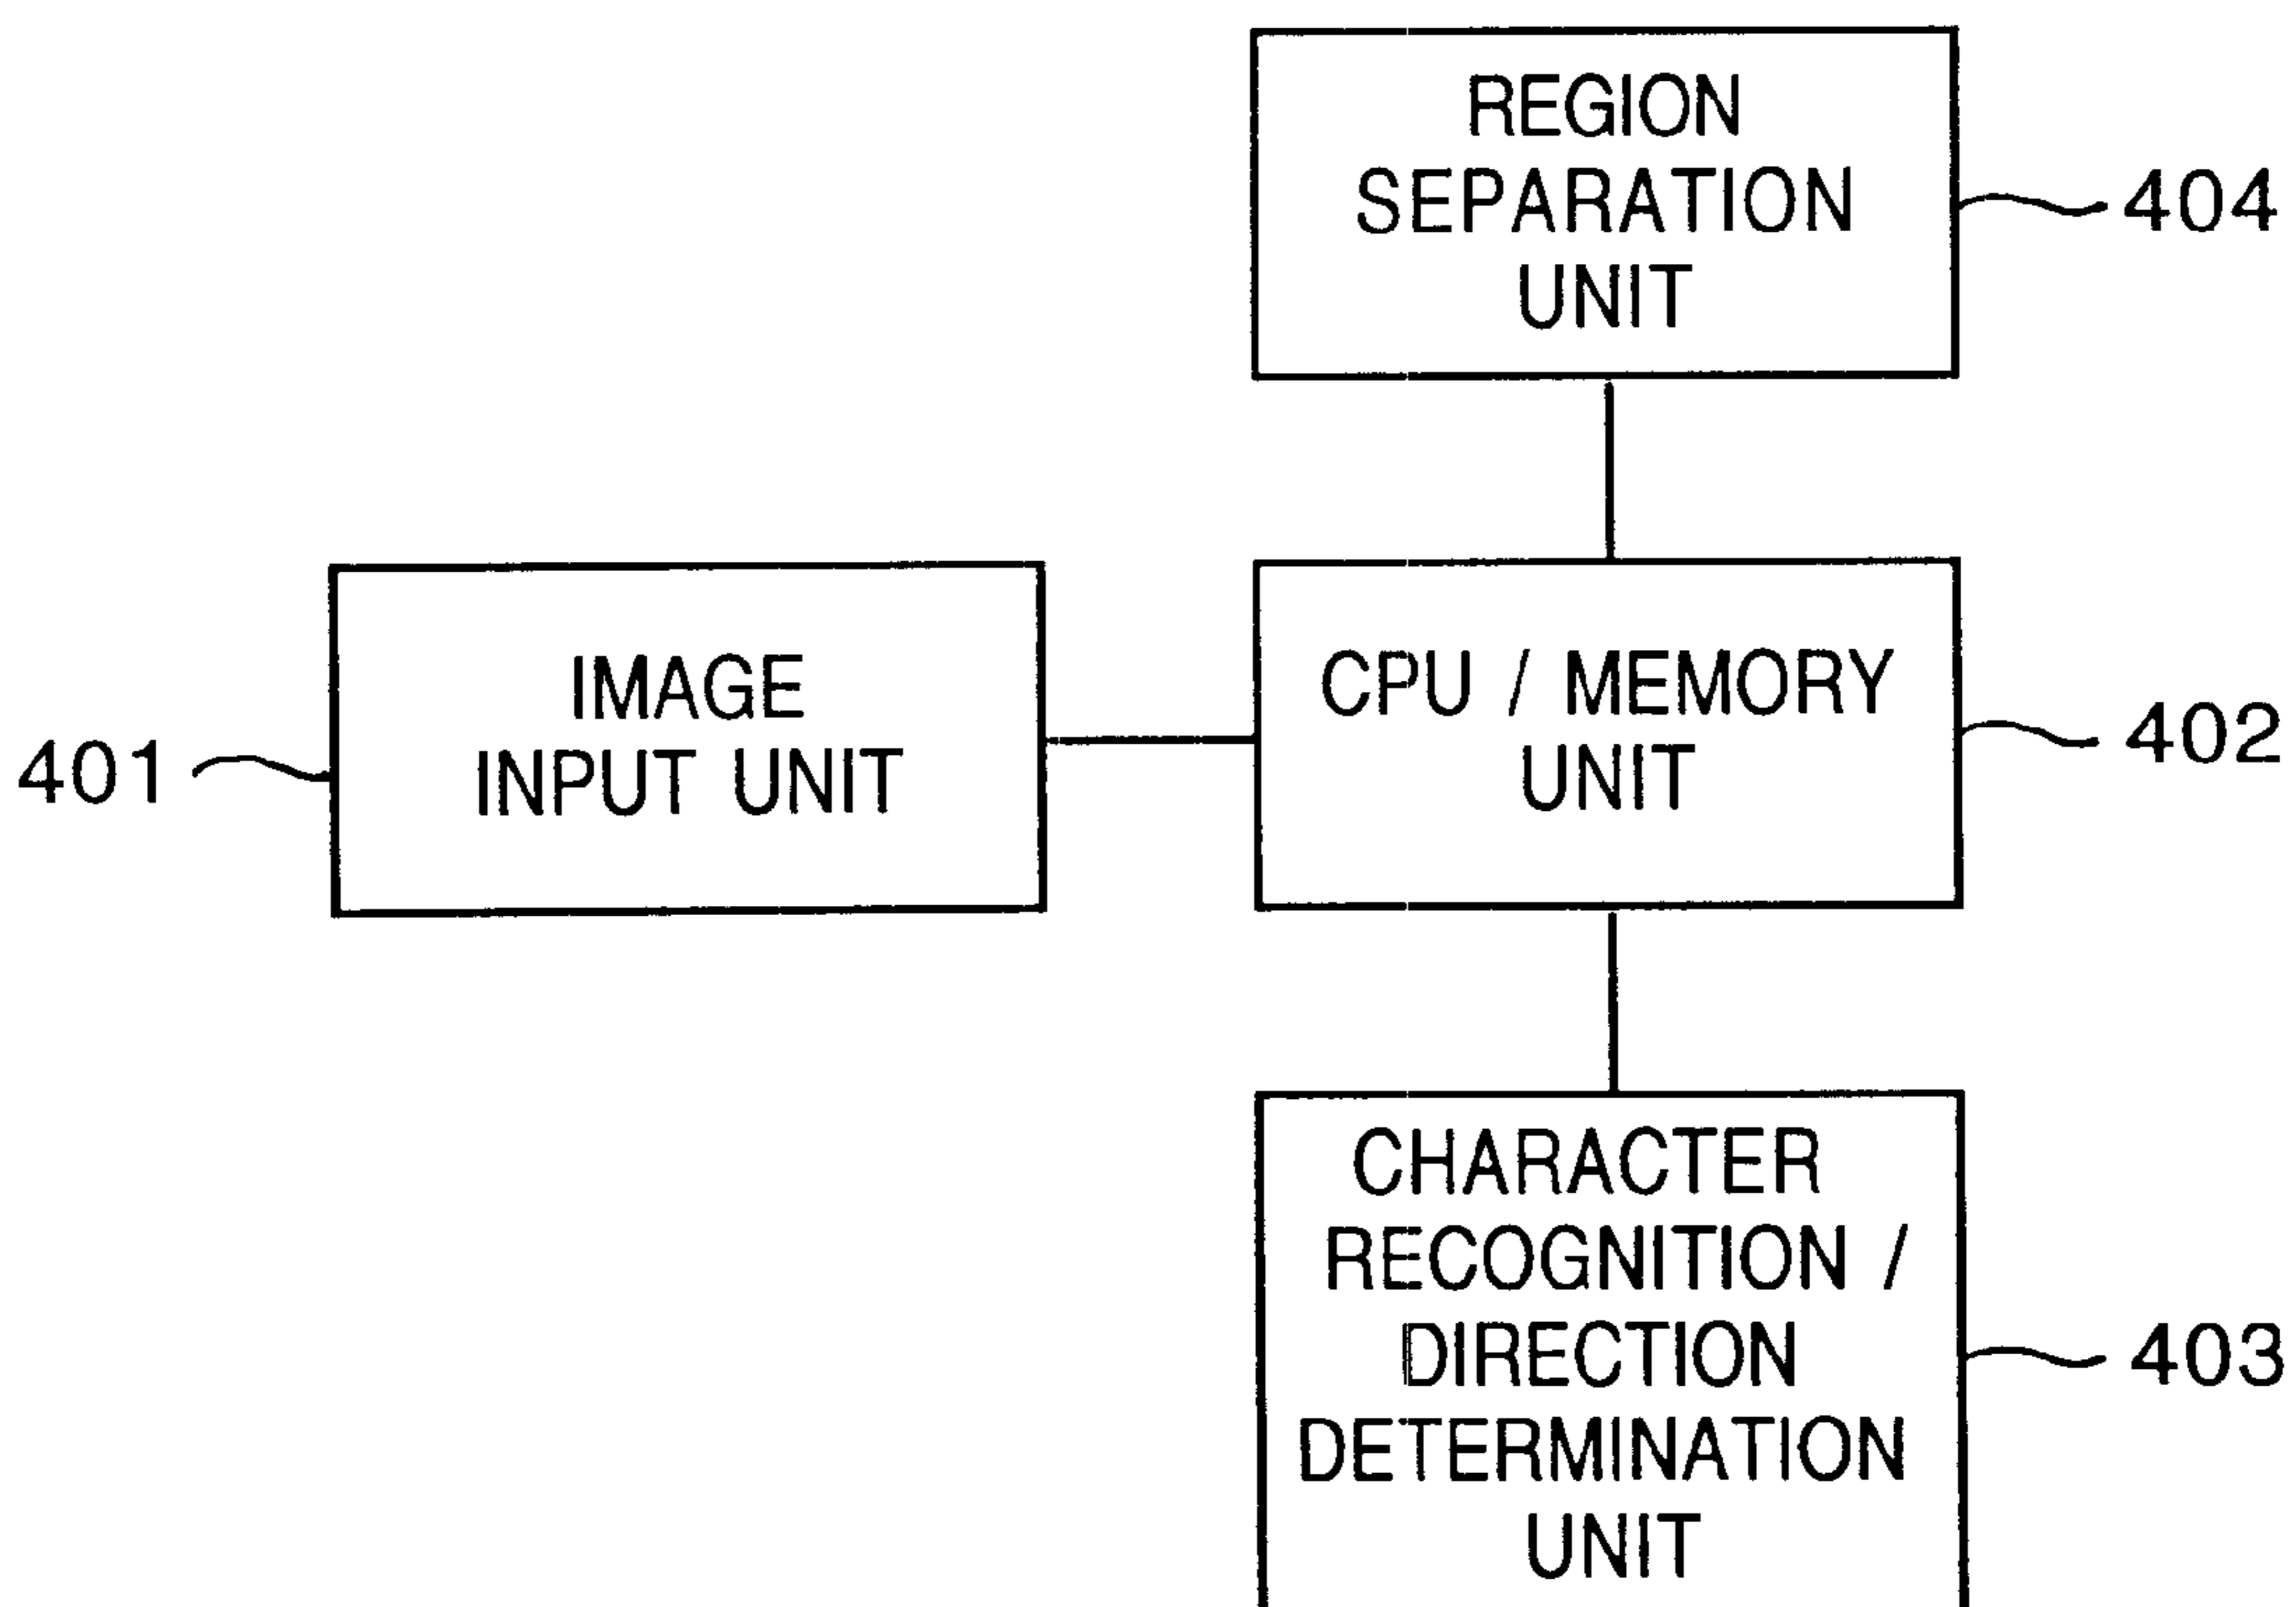 REGION
SEPARATION
UNIT
404
IMAGE
INPUT UNIT
401
CPU / MEMORY
UNIT
402
CHARACTER
RECOGNITION /
DIRECTION
DETERMINATION
UNIT
403